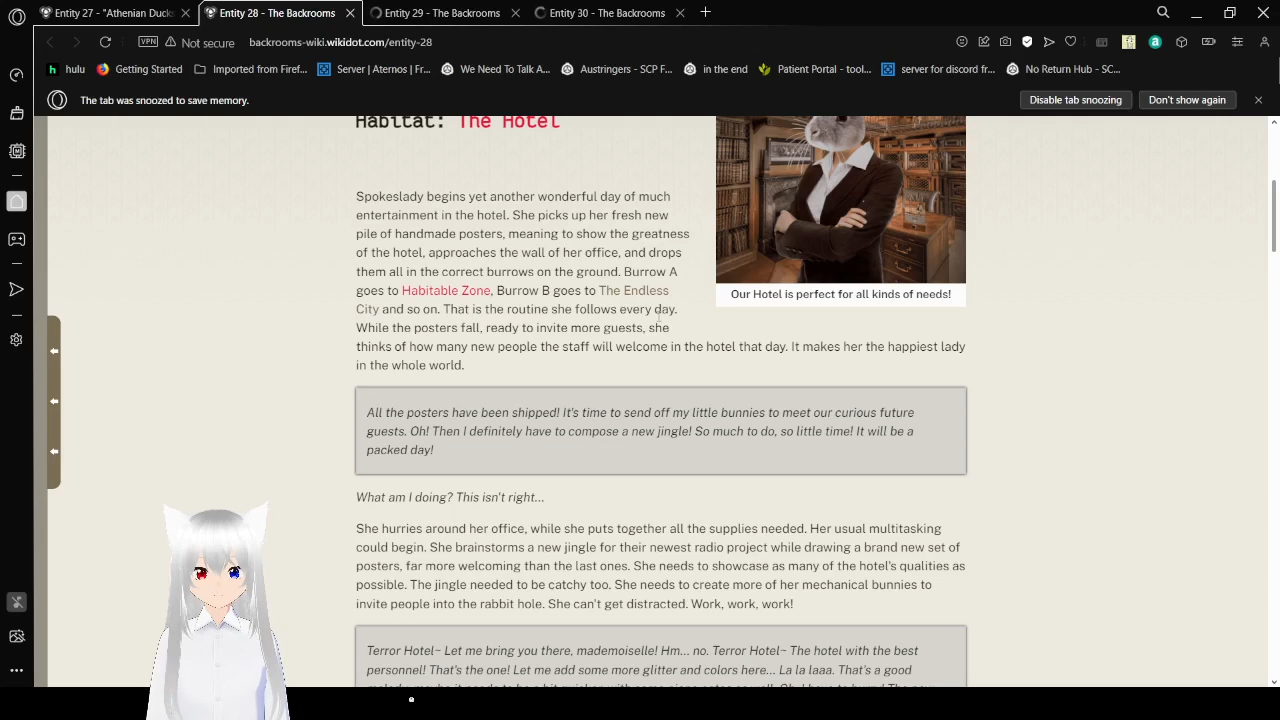 Entity 27 - "Athenian Ducks
Entity 28 - The Backrooms
Entity 29 - The Backrooms
Entity 30 - The Backrooms
VPN
Not secure
backrooms-wiki.wikidot.com/entity-28
hulu
Getting Started
Imported from Firef...
Server | Aternos | Fr...
We Need To Talk A...
Austringers - SCP F...
in the end
Patient Portal - tool...
server for discord fr...
No Return Hub - SC...
The tab was snoozed to save memory.
Disable tab snoozing
Don't show again
Habitat: The Hotel
Spokeslady begins yet another wonderful day of much
entertainment in the hotel. She picks up her fresh new
pile of handmade posters, meaning to show the greatness
of the hotel, approaches the wall of her office, and drops
them all in the correct burrows on the ground. Burrow A
goes to Habitable Zone, Burrow B goes to The Endless
City and so on. That is the routine she follows every day.
While the posters fall, ready to invite more guests, she
thinks of how many new people the staff will welcome in the hotel that day. It makes her the happiest lady
in the whole world.
Our Hotel is perfect for all kinds of needs!
All the posters have been shipped! It's time to send off my little bunnies to meet our curious future
guests. Oh! Then I definitely have to compose a new jingle! So much to do, so little time! It will be a
packed day!
What am I doing? This isn't right...
She hurries around her office, while she puts together all the supplies needed. Her usual multitasking
could begin. She brainstorms a new jingle for their newest radio project while drawing a brand new set of
posters, far more welcoming than the last ones. She needs to showcase as many of the hotel's qualities as
possible. The jingle needed to be catchy too. She needs to create more of her mechanical bunnies to
invite people into the rabbit hole. She can't get distracted. Work, work, work!
Terror Hotel~ Let me bring you there, mademoiselle! Hm... no. Terror Hotel~ The hotel with the best
personnel! That's the one! Let me add some more glitter and colors here... La la laaa. That's a good